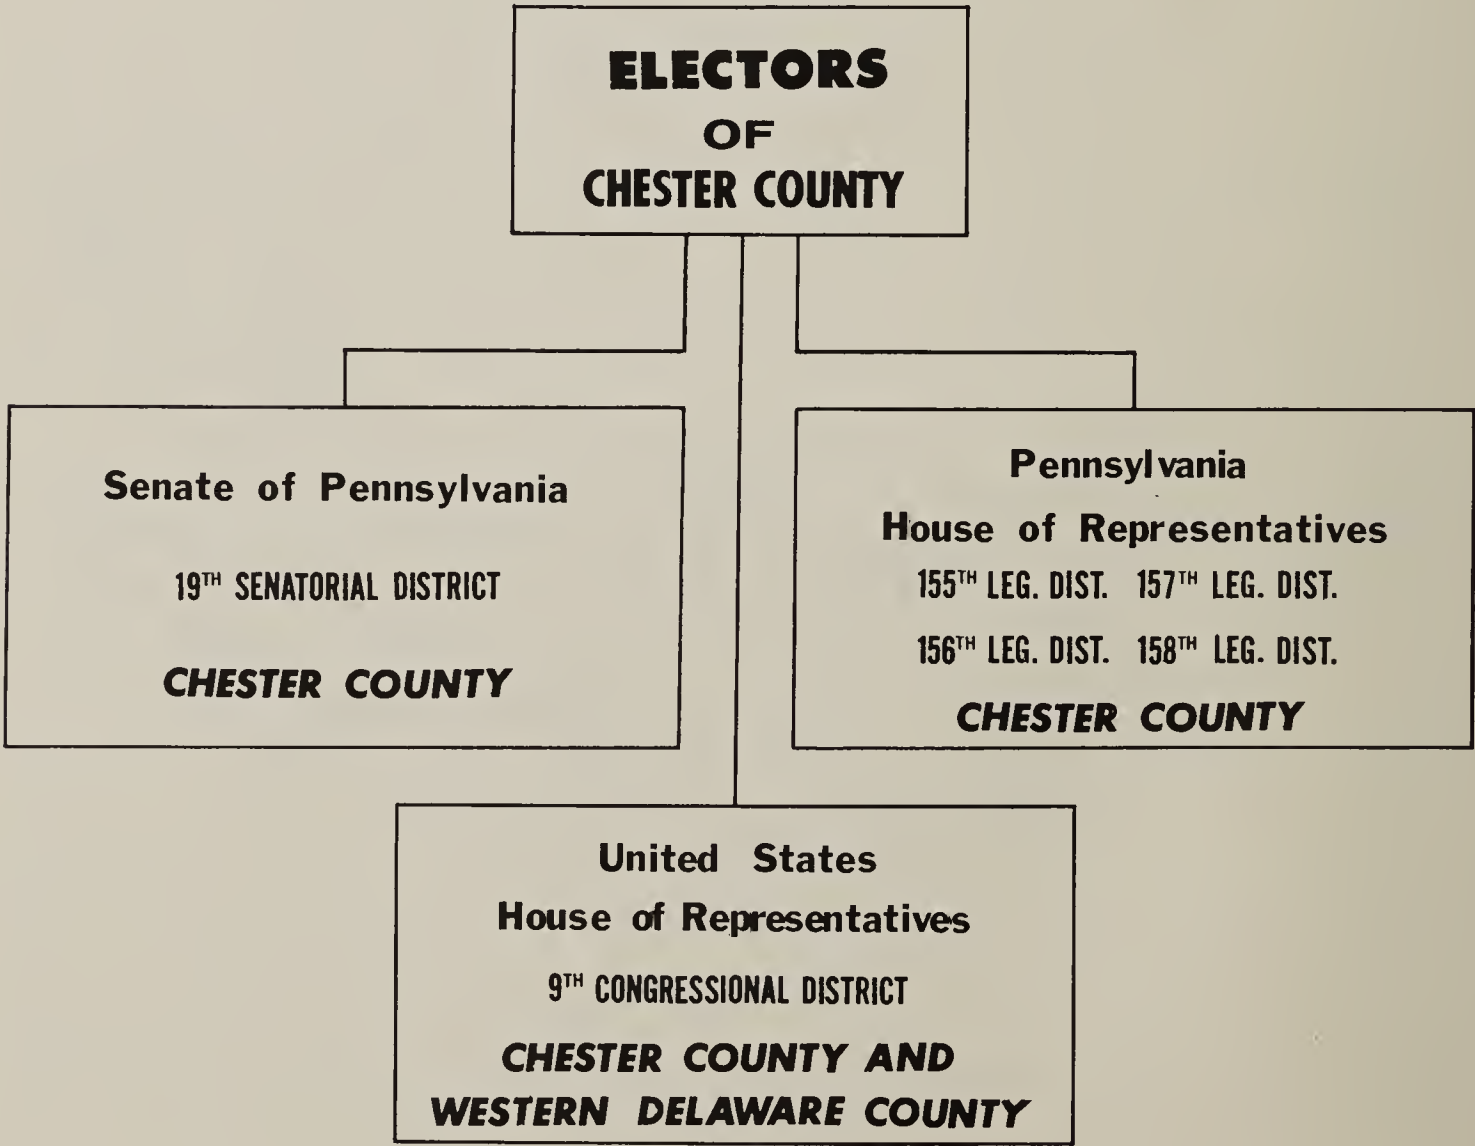 ELECTORS
OF
CHESTER COUNTY
Senate of Pennsylvania
19TH SENATORIAL DISTRICT
CHESTER COUNTY
Pennsylvania
House of Representatives
155TH LEG. DIST. 157TH LEG. DIST.
156TH LEG. DIST. 158TH LEG. DIST.
CHESTER COUNTY
United States
House of Representatives
9TH CONGRESSIONAL DISTRICT
CHESTER COUNTY AND
WESTERN DELAWARE COUNTY